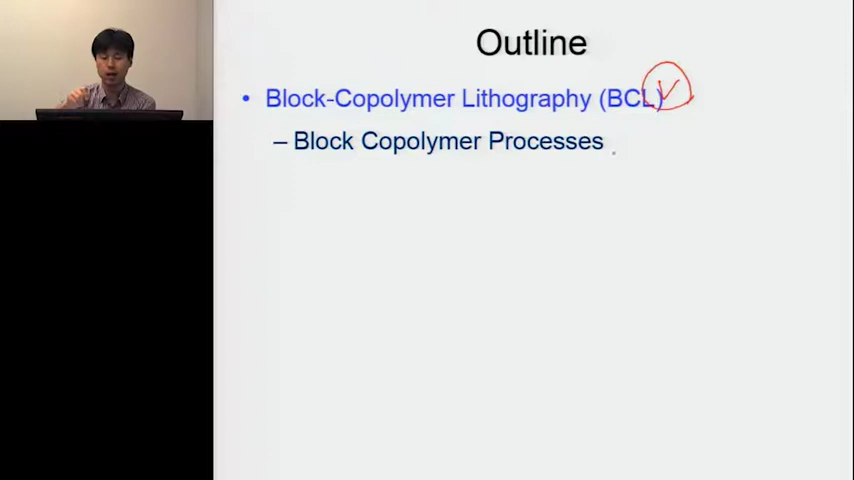 Outline
• Block-Copolymer Lithography (BCL)
– Block Copolymer Processes